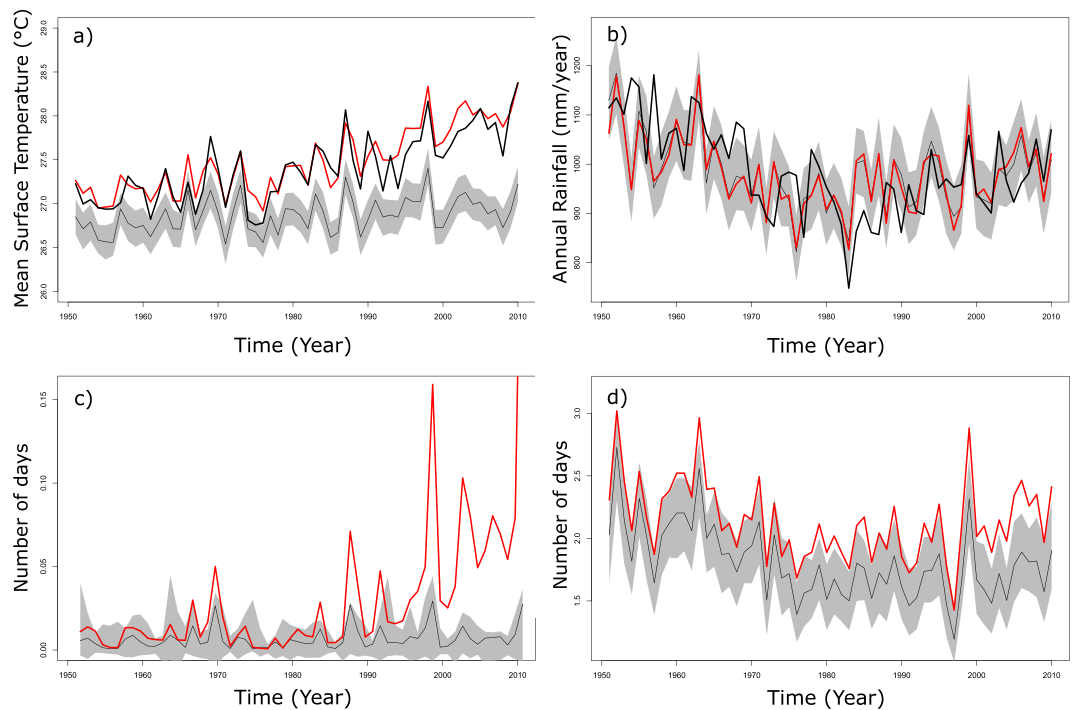 a)
Mean Surface Temperature (°C)
29.0
28.5
28.0
27.5
27.0
26.5
26.0
1950 1960 1970 1980 1990 2000 2010
Time (Year)
b)
Annual Rainfall (mm/year)
1200
1100
1000
900
800
1950 1960 1970 1980 1990 2000 2010
Time (Year)
c)
Number of days
0.15
0.10
0.05
0.00
1950 1960 1970 1980 1990 2000 2010
Time (Year)
d)
Number of days
3.0
2.5
2.0
1.5
1950 1960 1970 1980 1990 2000 2010
Time (Year)